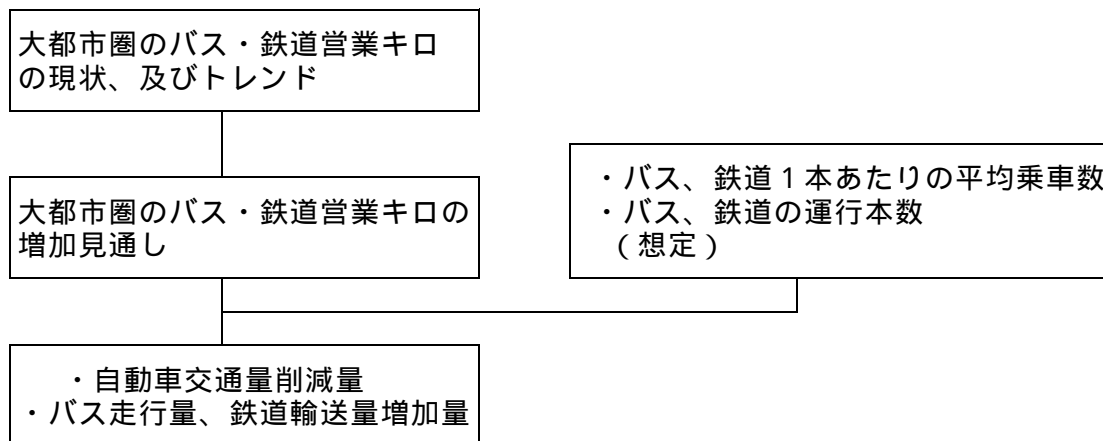 大都市圏のバス・鉄道営業キロ
の現状、及びトレンド
大都市圏のバス・鉄道営業キロの
増加見通し
・バス、鉄道１本あたりの平均乗車数
・バス、鉄道の運行本数
（想定）
・自動車交通量削減量
・バス走行量、鉄道輸送量増加量